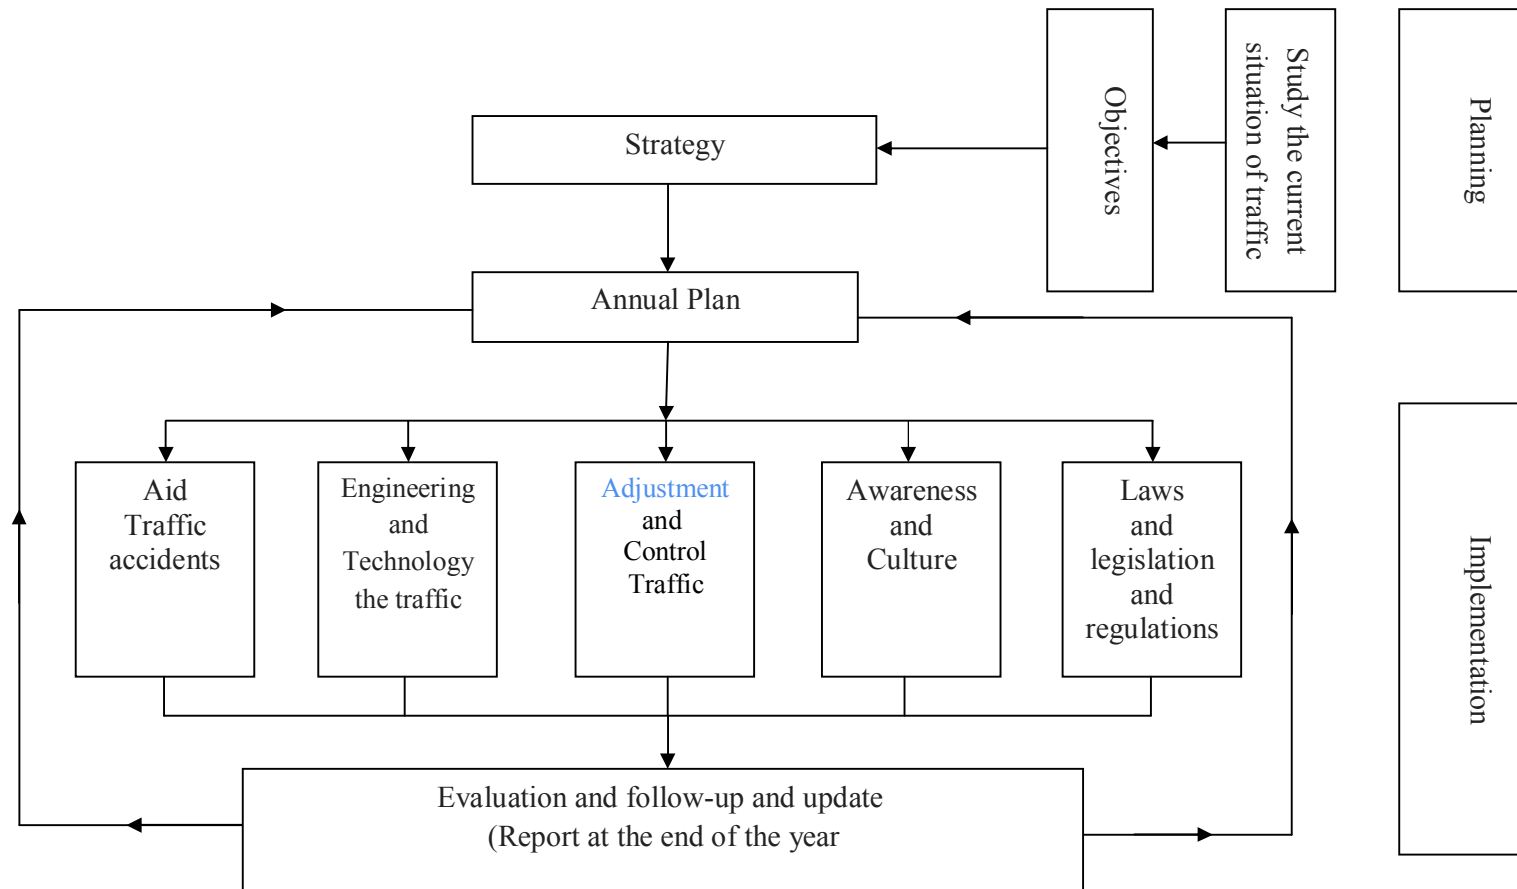 Study the current
situation of traffic
Objectives
Planning
Strategy
Annual Plan
Aid
Traffic
accidents
Engineering
and
Technology
the traffic
Adjustment
and
Control
Traffic
Awareness
and
Culture
Laws
and
legislation
and
regulations
Implementation
Evaluation and follow-up and update
(Report at the end of the year